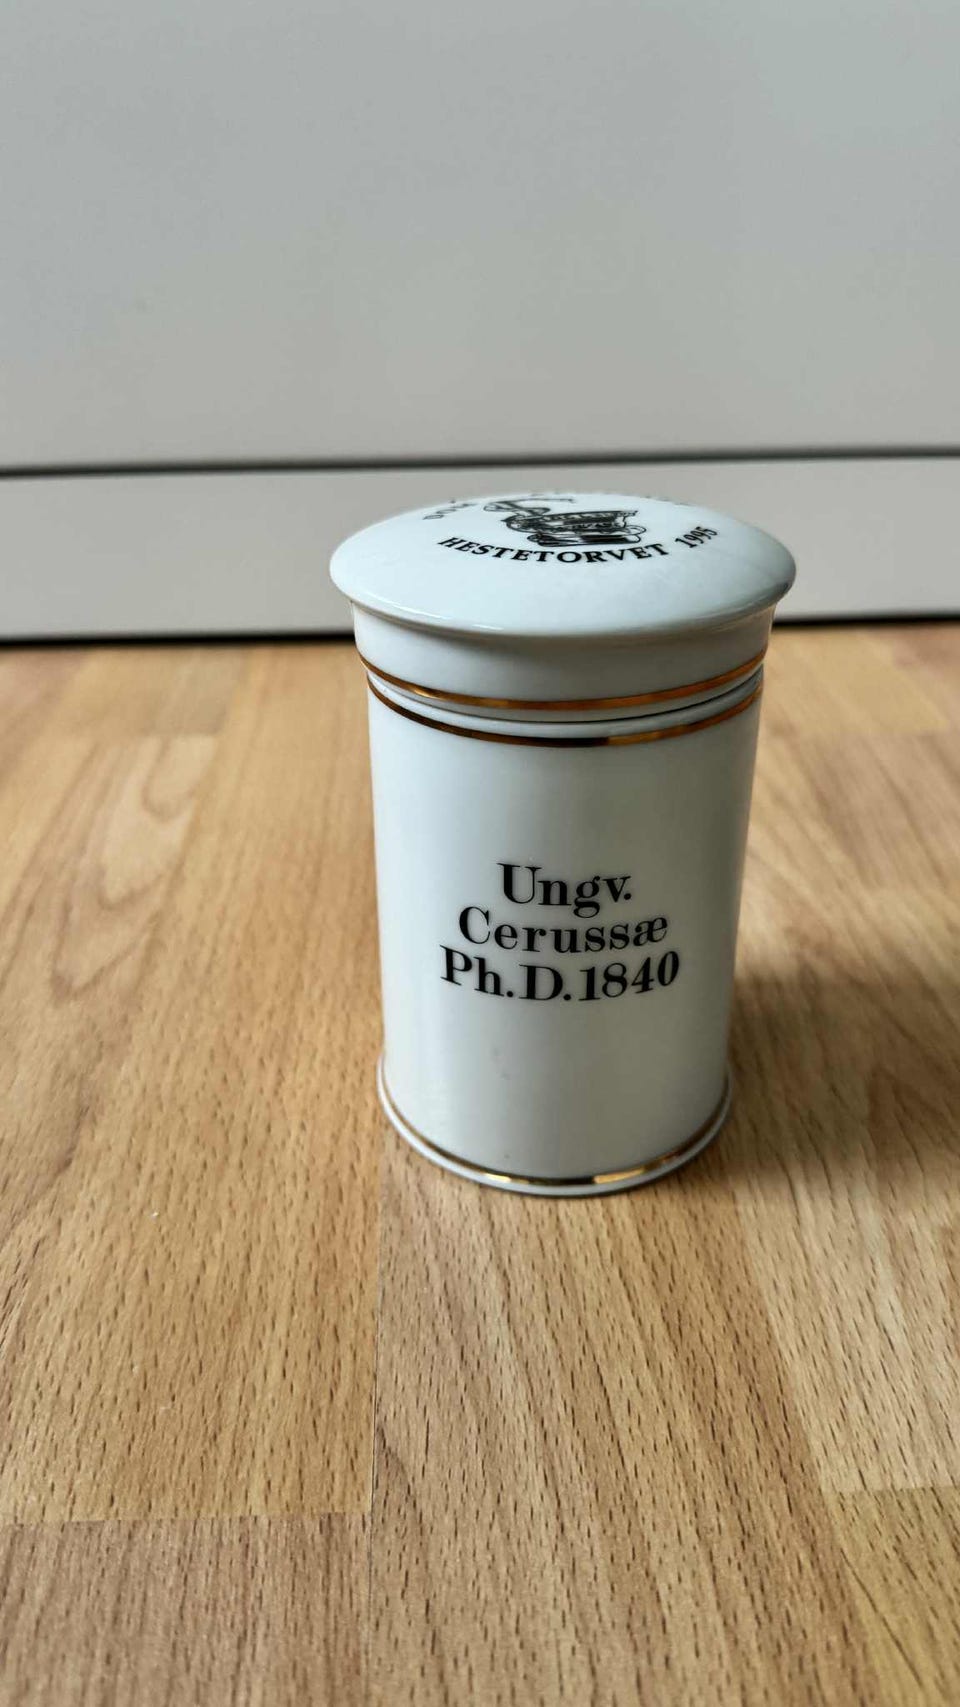 HESTETORVET 1995
Ungv.
Cerussæ
Ph.D.1840